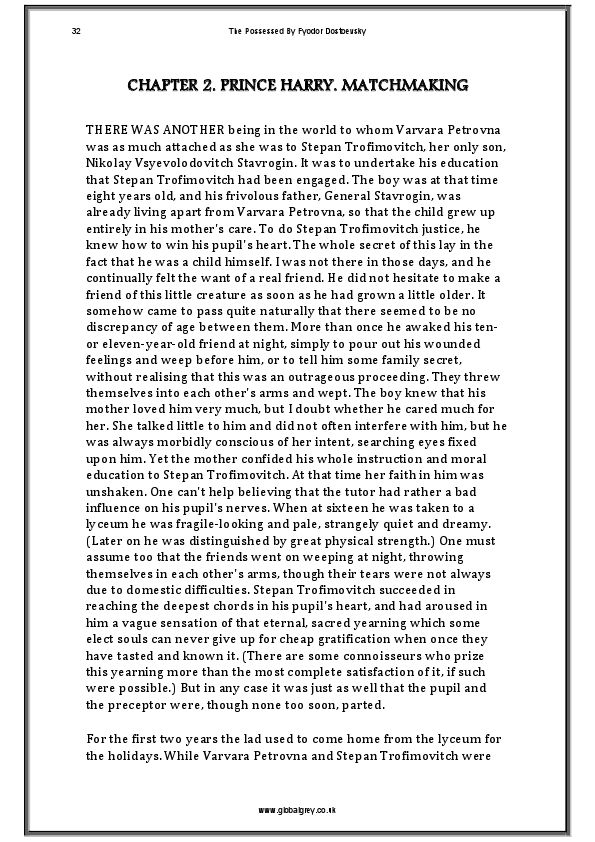 32
The Possessed By Fyodor Dostoevsky
CHAPTER 2. PRINCE HARRY. MATCHMAKING
THERE WAS ANOTHER being in the world to whom Varvara Petrovna
was as much attached as she was to Stepan Trofimovitch, her only son,
Nikolay Vsyevolodovitch Stavrogin. It was to undertake his education
that Stepan Trofimovitch had been engaged. The boy was at that time
eight years old, and his frivolous father, General Stavrogin, was
already living apart from Varvara Petrovna, so that the child grew up
entirely in his mother's care. To do Stepan Trofimovitch justice, he
knew how to win his pupil's heart. The whole secret of this lay in the
fact that he was a child himself. I was not there in those days, and he
continually felt the want of a real friend. He did not hesitate to make a
friend of this little creature as soon as he had grown a little older. It
somehow came to pass quite naturally that there seemed to be no
discrepancy of age between them. More than once he awaked his ten-
or eleven-year-old friend at night, simply to pour out his wounded
feelings and weep before him, or to tell him some family secret,
without realising that this was an outrageous proceeding. They threw
themselves into each other's arms and wept. The boy knew that his
mother loved him very much, but I doubt whether he cared much for
her. She talked little to him and did not often interfere with him, but he
was always morbidly conscious of her intent, searching eyes fixed
upon him. Yet the mother confided his whole instruction and moral
education to Stepan Trofimovitch. At that time her faith in him was
unshaken. One can't help believing that the tutor had rather a bad
influence on his pupil's nerves. When at sixteen he was taken to a
lyceum he was fragile-looking and pale, strangely quiet and dreamy.
(Later on he was distinguished by great physical strength.) One must
assume too that the friends went on weeping at night, throwing
themselves in each other's arms, though their tears were not always
due to domestic difficulties. Stepan Trofimovitch succeeded in
reaching the deepest chords in his pupil's heart, and had aroused in
him a vague sensation of that eternal, sacred yearning which some
elect souls can never give up for cheap gratification when once they
have tasted and known it. (There are some connoisseurs who prize
this yearning more than the most complete satisfaction of it, if such
were possible.) But in any case it was just as well that the pupil and
the preceptor were, though none too soon, parted.
For the first two years the lad used to come home from the lyceum for
the holidays. While Varvara Petrovna and Stepan Trofimovitch were
www.globalgrey.co.uk